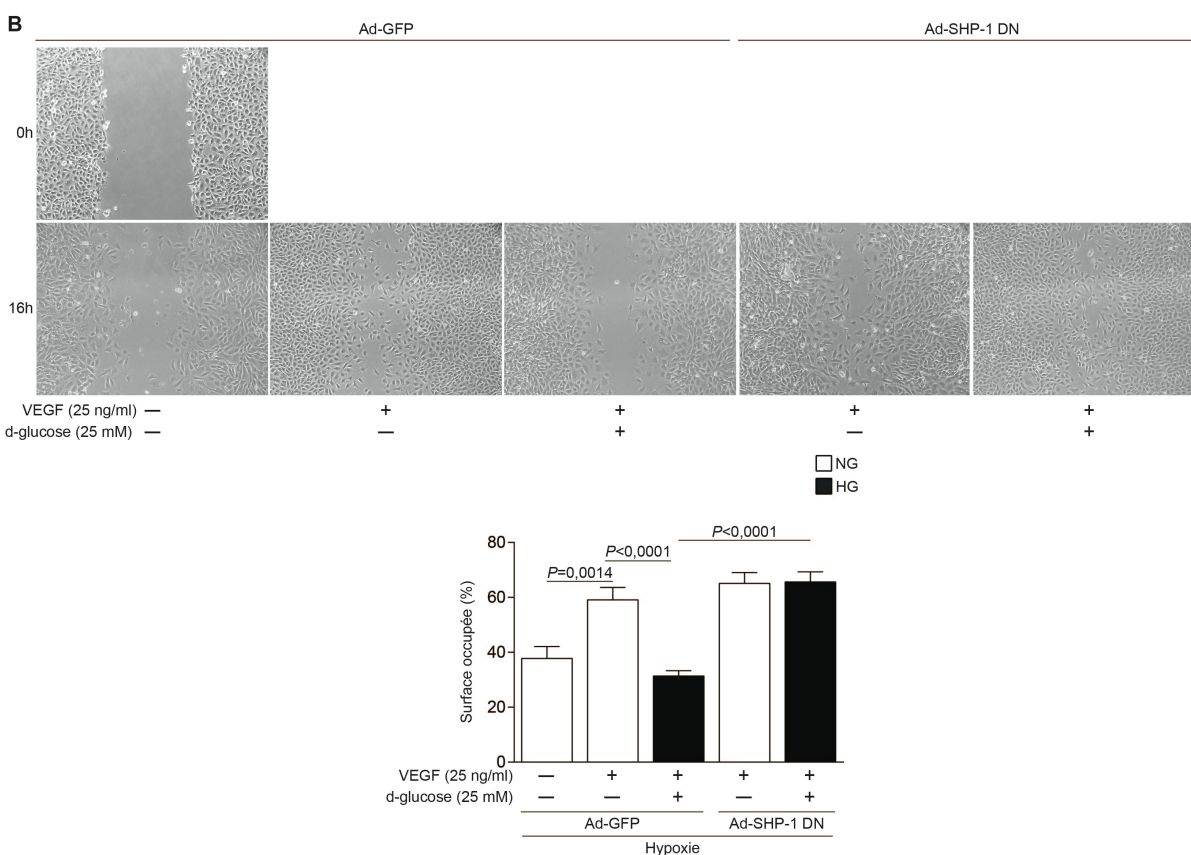 B
Ad-GFP Ad-SHP-1 DN
0h
16h
VEGF (25 ng/ml) — + + + +
d-glucose (25 mM) — — + — +
NG
HG
P<0,0001
P<0,0001
P=0,0014
80
60
40
20
0
Surface occupée (%)
VEGF (25 ng/ml) — + + + +
d-glucose (25 mM) — — + — +
Ad-GFP Ad-SHP-1 DN
Hypoxie